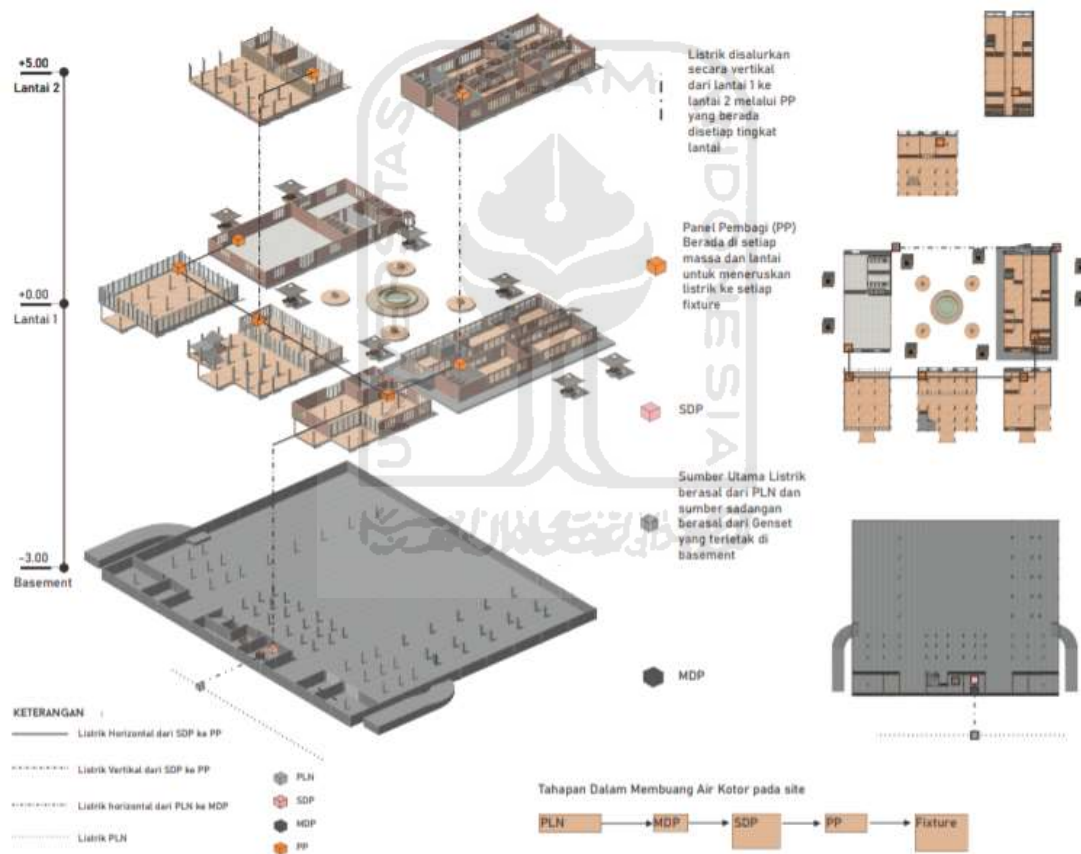 +5.00
Lantai 2
+0.00
Lantai 1
-3.00
Basement
Listrik disalurkan
secara vertikal
dari lantai 1 ke
lantai 2 melalui PP
yang berada
disetiap tingkat
lantai
Panel Pembagi (PP)
Berada di setiap
massa dan lantai
untuk meneruskan
listrik ke setiap
fixture
SDP
Sumber Utama Listrik
berasal dari PLN dan
sumber sadangan
berasal dari Genset
yang terletak di
basement
MDP
KETERANGAN :
Listrik Horizontal dari SDP ke PP
Listrik Vertikal dari SDP ke PP
Listrik horizontal dari PLN ke MDP
Listrik PLN
PLN
SDP
MDP
PP
Tahapan Dalam Membuang Air Kotor pada site
PLN
MDP
SDP
PP
Fixture